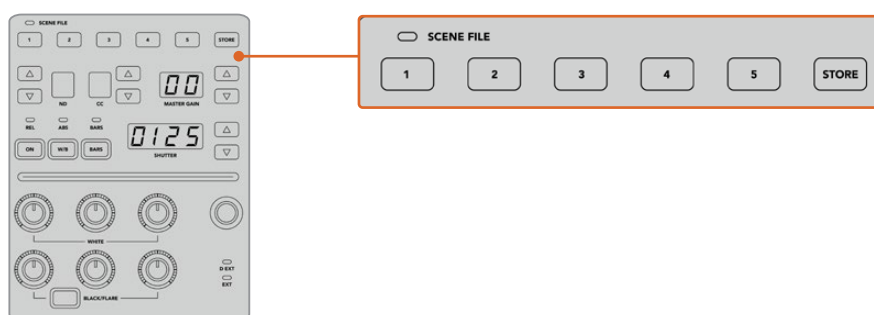 SCENE FILE
1 2 3 4 5 STORE
ND CC 00 MASTER GAIN
REL ABS BARS
ON W/B BARS
0125
SHUTTER
WHITE
D EXT
EXT
BLACK/FLARE
SCENE FILE
1 2 3 4 5 STORE